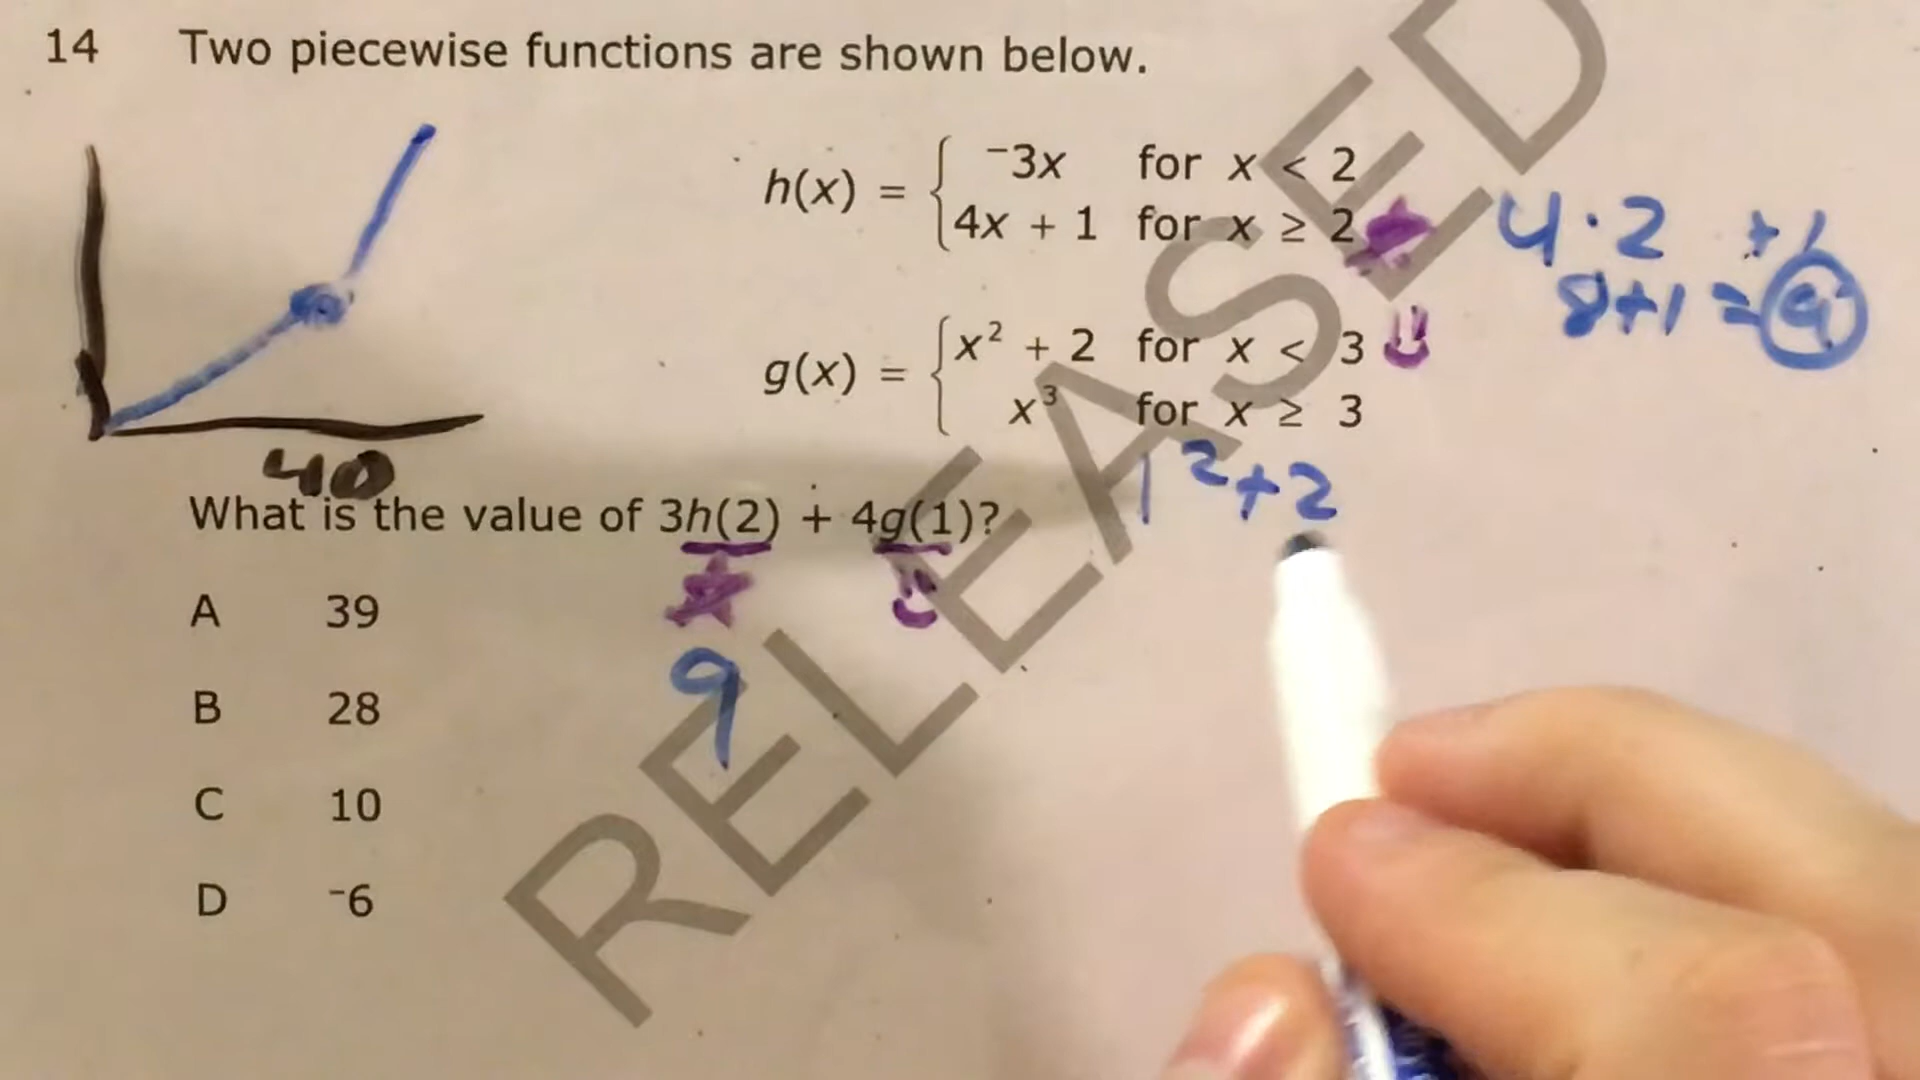 14 Two piecewise functions are shown below.
h(x) = { ⁻3x for x < 2
4x + 1 for x ≥ 2
4 · 2 + 1
8 + 1 = 9
g(x) = { x² + 2 for x < 3
x³ for x ≥ 3
40
1² + 2
What is the value of 3h(2) + 4g(1)?
A 39
9
B 28
C 10
D ⁻6
RELEASED